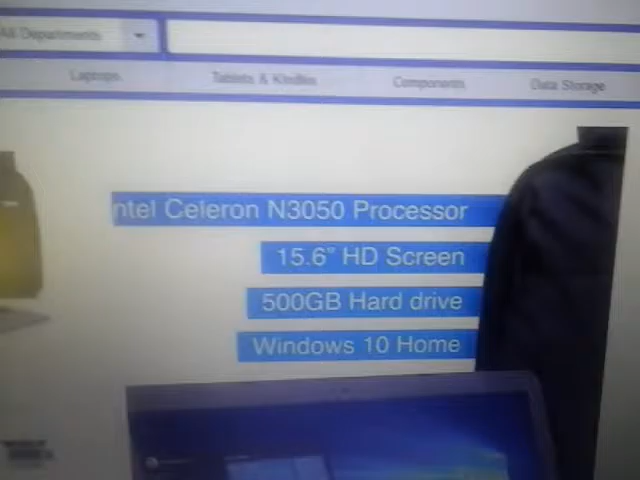 All Departments
Laptops Tablets & Kindles Components Data Storage
ntel Celeron N3050 Processor
15.6" HD Screen
500GB Hard drive
Windows 10 Home